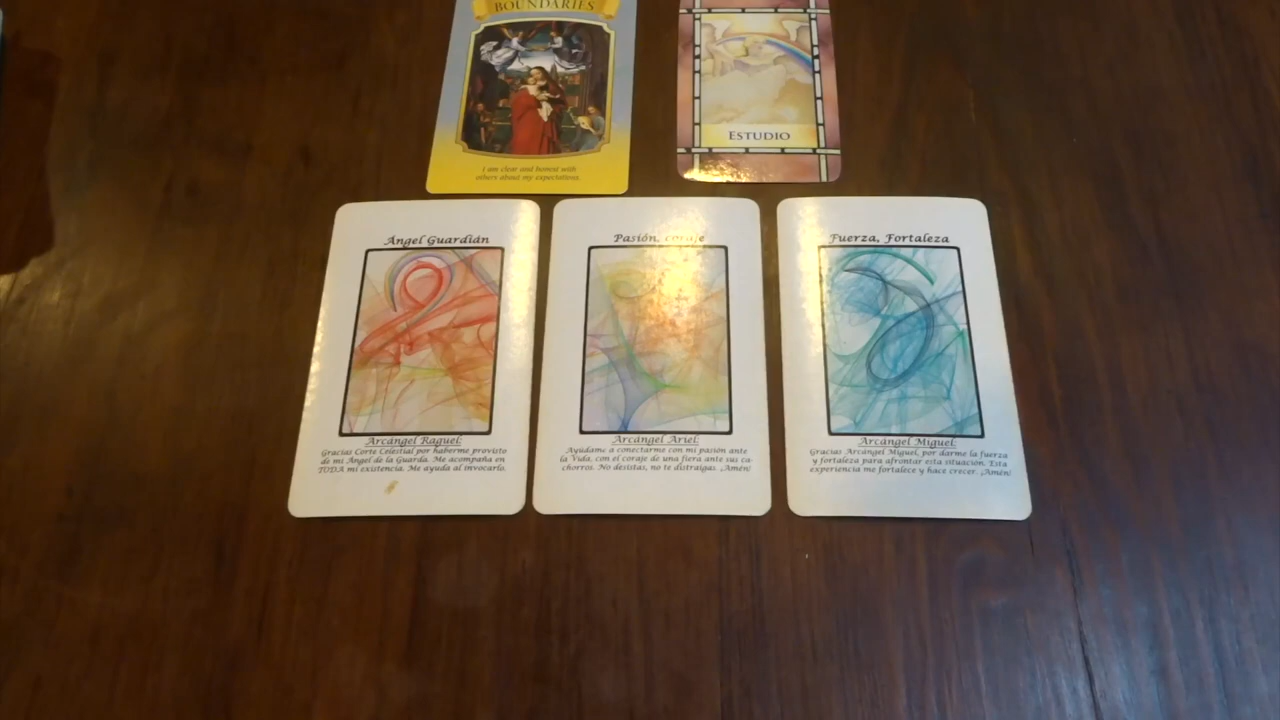 BOUNDARIES
I am clear and honest with
others about my expectations.
ESTUDIO
Ángel Guardián
Arcángel Raguel:
Gracias Corte Celestial por haberme provisto
de mi Ángel de la Guarda. Me acompaña en
TODA mi existencia. Me ayuda al invocarlo.
Pasión, coraje
Arcángel Ariel:
Ayúdame a conectarme con mi pasión ante
la Vida, con el coraje de una fiera ante sus ca-
chorros. No desistas, no te distraigas. ¡Amén!
Fuerza, Fortaleza
Arcángel Miguel:
Gracias Arcángel Miguel, por darme la fuerza
y fortaleza para afrontar esta situación. Esta
experiencia me fortalece y hace crecer. ¡Amén!